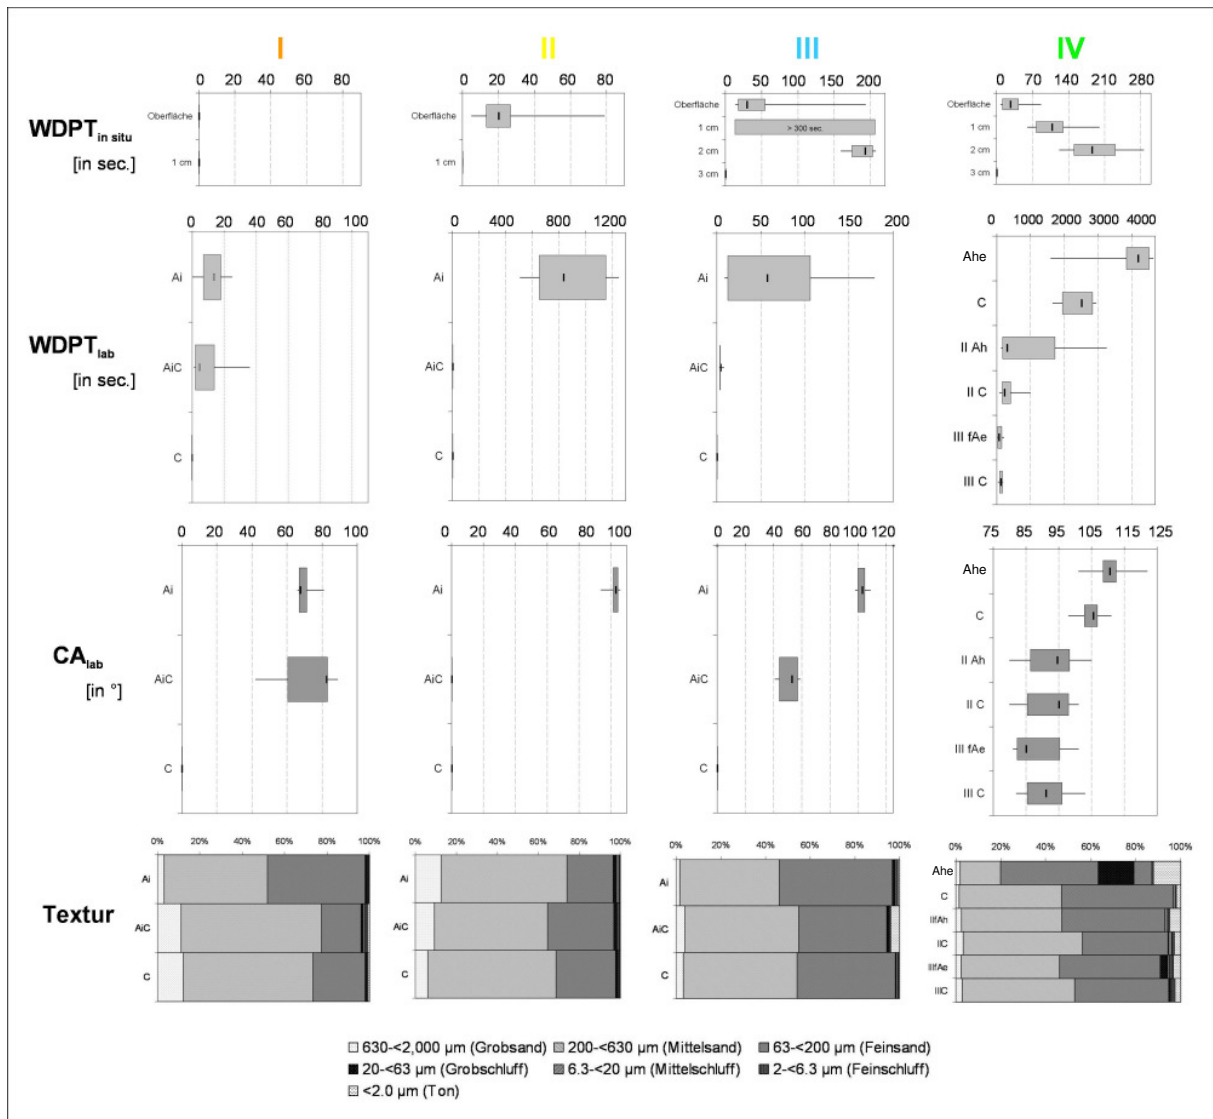 I II III IV
0 20 40 60 80
0 20 40 60 80
0 50 100 150 200
0 70 140 210 280
WDPT in situ
[in sec.]
Oberfläche
1 cm
Oberfläche
1 cm
Oberfläche
1 cm
> 300 sec.
2 cm
3 cm
Oberfläche
1 cm
2 cm
3 cm
0 20 40 60 80 100
0 400 800 1200
0 50 100 150 200
0 1000 2000 3000 4000
WDPT lab
[in sec.]
Ai
AiC
C
Ai
AiC
C
Ai
AiC
C
Ahe
C
II Ah
II C
III fAe
III C
0 20 40 60 80 100
0 20 40 60 80 100
0 20 40 60 80 100 120
75 85 95 105 115 125
CA lab
[in °]
Ai
AiC
C
Ai
AiC
C
Ai
AiC
C
Ahe
C
II Ah
II C
III fAe
III C
0% 20% 40% 60% 80% 100%
0% 20% 40% 60% 80% 100%
0% 20% 40% 60% 80% 100%
0% 20% 40% 60% 80% 100%
Textur
Ai
AiC
C
Ai
AiC
C
Ai
AiC
C
Ahe
C
IIfAh
IIC
IIIfAe
IIIC
630-<2,000 µm (Grobsand) 200-<630 µm (Mittelsand) 63-<200 µm (Feinsand)
20-<63 µm (Grobschluff) 6.3-<20 µm (Mittelschluff) 2-<6.3 µm (Feinschluff)
<2.0 µm (Ton)